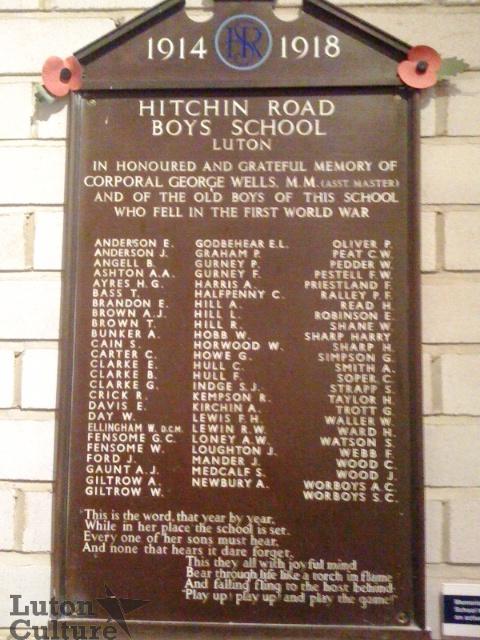 1914 HSR 1918
HITCHIN ROAD
BOYS SCHOOL
LUTON
IN HONOURED AND GRATEFUL MEMORY OF
CORPORAL GEORGE WELLS, M.M. (ASST. MASTER)
AND OF THE OLD BOYS OF THIS SCHOOL
WHO FELL IN THE FIRST WORLD WAR
ANDERSON E.
ANDERSON J.
ANGELL B.
ASHTON A.A.
AYRES H.G.
BASS T.
BRANDON E.
BROWN A.J.
BROWN T.
BUNKER A.
CAIN S.
CARTER C.
CLARKE E.
CLARKE B.
CLARKE G.
CRICK R.
DAVIS E.
DAY W.
ELLINGHAM W. D.C.M.
FENSOME G.C.
FENSOME W.
FORD J.
GAUNT A.J.
GILTROW A.
GILTROW W.
GODBEHEAR E.L.
GRAHAM P.
GURNEY P.
GURNEY F.
HARRIS A.
HALFPENNY C.
HILL A.
HILL L.
HILL R.
HOBB W.
HORWOOD W.
HOWE G.
HULL C.
HULL F.
INDGE S.J.
KEMPSON R.
KIRCHIN A.
LEWIS F.H.
LEWIN R.W.
LONEY A.W.
LOUGHTON J.
MANDER J.
MEDCALF S.
NEWBURY A.
OLIVER P.
PEAT C.W.
PEDDER W.
PESTELL F.W.
PRIESTLAND F.
RALLEY P.F.
READ H.
ROBINSON E.
SHANE W.
SHARP HARRY
SHARP H.
SIMPSON G.
SMITH A.
SOPER C.
STRAPP S.
TAYLOR H.
TROTT G.
WALLER W.
WARD H.
WATSON S.
WEBB F.
WOOD C.
WOOD J.
WORBOYS A.C.
WORBOYS S.C.
This is the word, that year by year,
While in her place the school is set.
Every one of her sons must hear,
And none that hears it dare forget.
This they all with joyful mind
Bear through life like a torch in flame
And falling fling to the host behind
"Play up! play up! and play the game!"
Luton
Culture